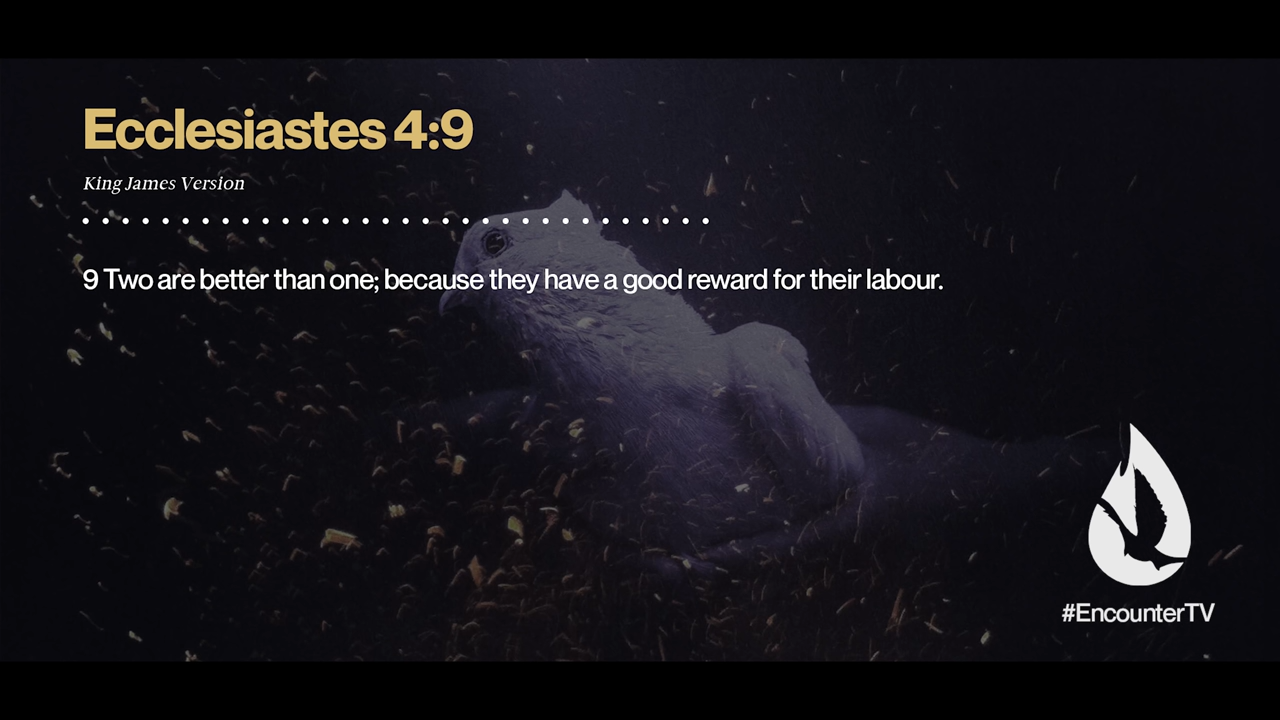 Ecclesiastes 4:9
King James Version
9 Two are better than one; because they have a good reward for their labour.
#EncounterTV